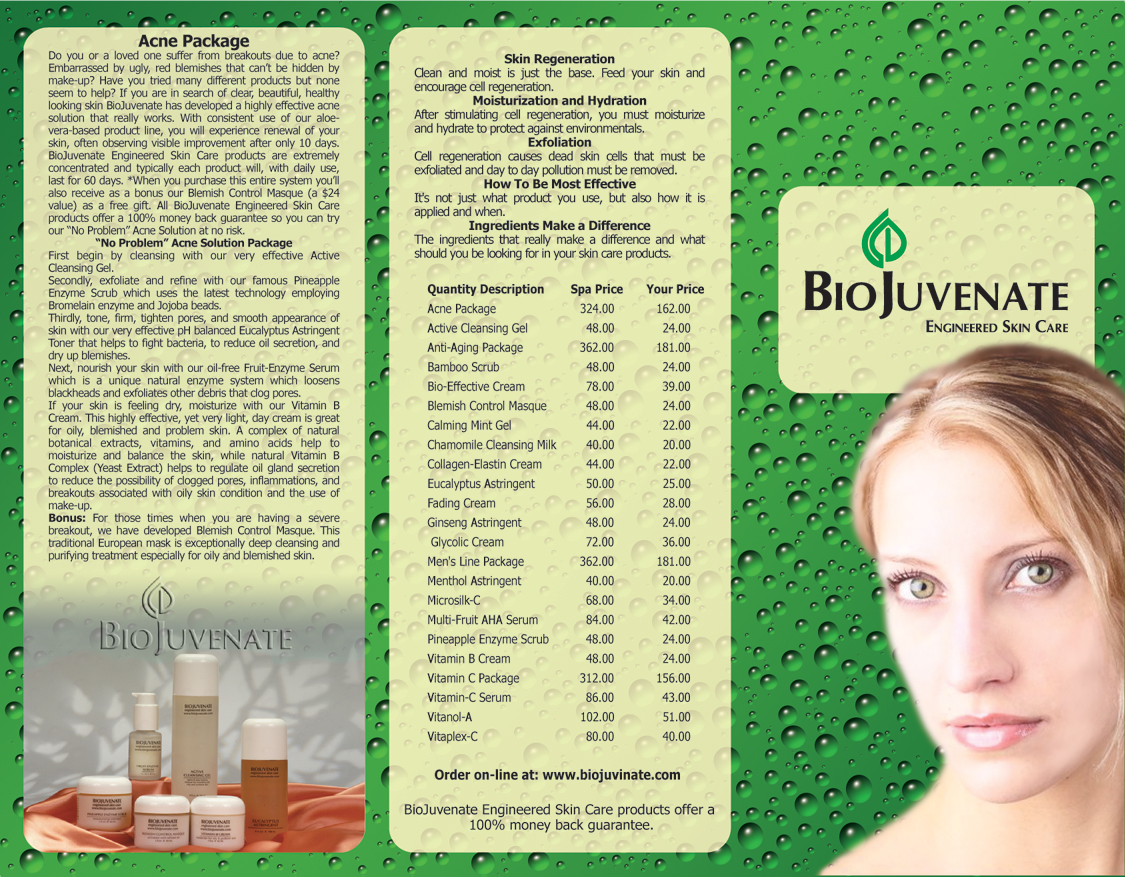 Acne Package
Do you or a loved one suffer from breakouts due to acne?
Embarrassed by ugly, red blemishes that can't be hidden by
make-up? Have you tried many different products but none
seem to help? If you are in search of clear, beautiful, healthy
looking skin BioJuvenate has developed a highly effective acne
solution that really works. With consistent use of our aloe-
vera-based product line, you will experience renewal of your
skin, often observing visible improvement after only 10 days.
BioJuvenate Engineered Skin Care products are extremely
concentrated and typically each product will, with daily use,
last for 60 days. *When you purchase this entire system you'll
also receive as a bonus our Blemish Control Masque (a $24
value) as a free gift. All BioJuvenate Engineered Skin Care
products offer a 100% money back guarantee so you can try
our "No Problem" Acne Solution at no risk.
"No Problem" Acne Solution Package
First begin by cleansing with our very effective Active
Cleansing Gel.
Secondly, exfoliate and refine with our famous Pineapple
Enzyme Scrub which uses the latest technology employing
Bromelain enzyme and Jojoba beads.
Thirdly, tone, firm, tighten pores, and smooth appearance of
skin with our very effective pH balanced Eucalyptus Astringent
Toner that helps to fight bacteria, to reduce oil secretion, and
dry up blemishes.
Next, nourish your skin with our oil-free Fruit-Enzyme Serum
which is a unique natural enzyme system which loosens
blackheads and exfoliates other debris that clog pores.
If your skin is feeling dry, moisturize with our Vitamin B
Cream. This highly effective, yet very light, day cream is great
for oily, blemished and problem skin. A complex of natural
botanical extracts, vitamins, and amino acids help to
moisturize and balance the skin, while natural Vitamin B
Complex (Yeast Extract) helps to regulate oil gland secretion
to reduce the possibility of clogged pores, inflammations, and
breakouts associated with oily skin condition and the use of
make-up.
Bonus: For those times when you are having a severe
breakout, we have developed Blemish Control Masque. This
traditional European mask is exceptionally deep cleansing and
purifying treatment especially for oily and blemished skin.
BIOJUVENATE
BIOJUVENATE
BIOJUVENATE
ACTIVE
CLEANSING GEL
BIOJUVENATE
EUCALYPTUS
ASTRINGENT
BIOJUVENATE
BIOJUVENATE
BIOJUVENATE
Skin Regeneration
Clean and moist is just the base. Feed your skin and
encourage cell regeneration.
Moisturization and Hydration
After stimulating cell regeneration, you must moisturize
and hydrate to protect against environmentals.
Exfoliation
Cell regeneration causes dead skin cells that must be
exfoliated and day to day pollution must be removed.
How To Be Most Effective
It's not just what product you use, but also how it is
applied and when.
Ingredients Make a Difference
The ingredients that really make a difference and what
should you be looking for in your skin care products.
Quantity Description Spa Price Your Price
Acne Package 324.00 162.00
Active Cleansing Gel 48.00 24.00
Anti-Aging Package 362.00 181.00
Bamboo Scrub 48.00 24.00
Bio-Effective Cream 78.00 39.00
Blemish Control Masque 48.00 24.00
Calming Mint Gel 44.00 22.00
Chamomile Cleansing Milk 40.00 20.00
Collagen-Elastin Cream 44.00 22.00
Eucalyptus Astringent 50.00 25.00
Fading Cream 56.00 28.00
Ginseng Astringent 48.00 24.00
Glycolic Cream 72.00 36.00
Men's Line Package 362.00 181.00
Menthol Astringent 40.00 20.00
Microsilk-C 68.00 34.00
Multi-Fruit AHA Serum 84.00 42.00
Pineapple Enzyme Scrub 48.00 24.00
Vitamin B Cream 48.00 24.00
Vitamin C Package 312.00 156.00
Vitamin-C Serum 86.00 43.00
Vitanol-A 102.00 51.00
Vitaplex-C 80.00 40.00
Order on-line at: www.biojuvinate.com
BioJuvenate Engineered Skin Care products offer a
100% money back guarantee.
BIOJUVENATE
ENGINEERED SKIN CARE